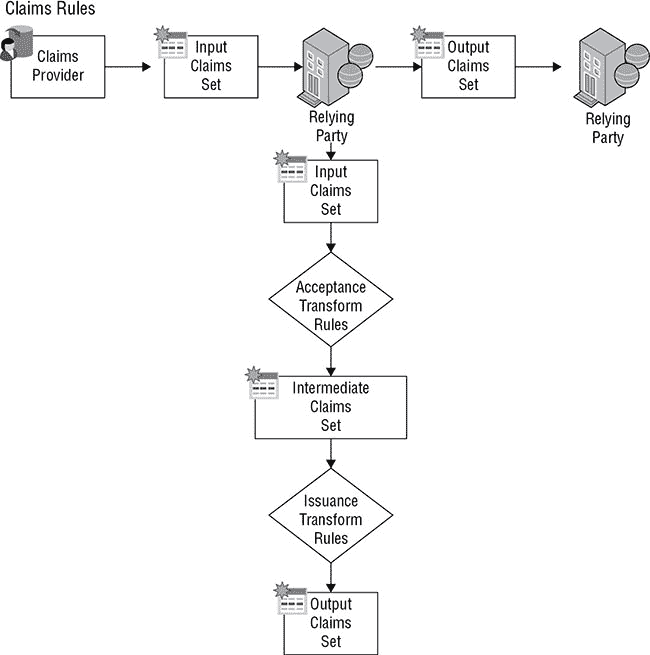 Claims Rules
Claims
Provider
Input
Claims
Set
Relying
Party
Output
Claims
Set
Relying
Party
Input
Claims
Set
Acceptance
Transform
Rules
Intermediate
Claims
Set
Issuance
Transform
Rules
Output
Claims
Set